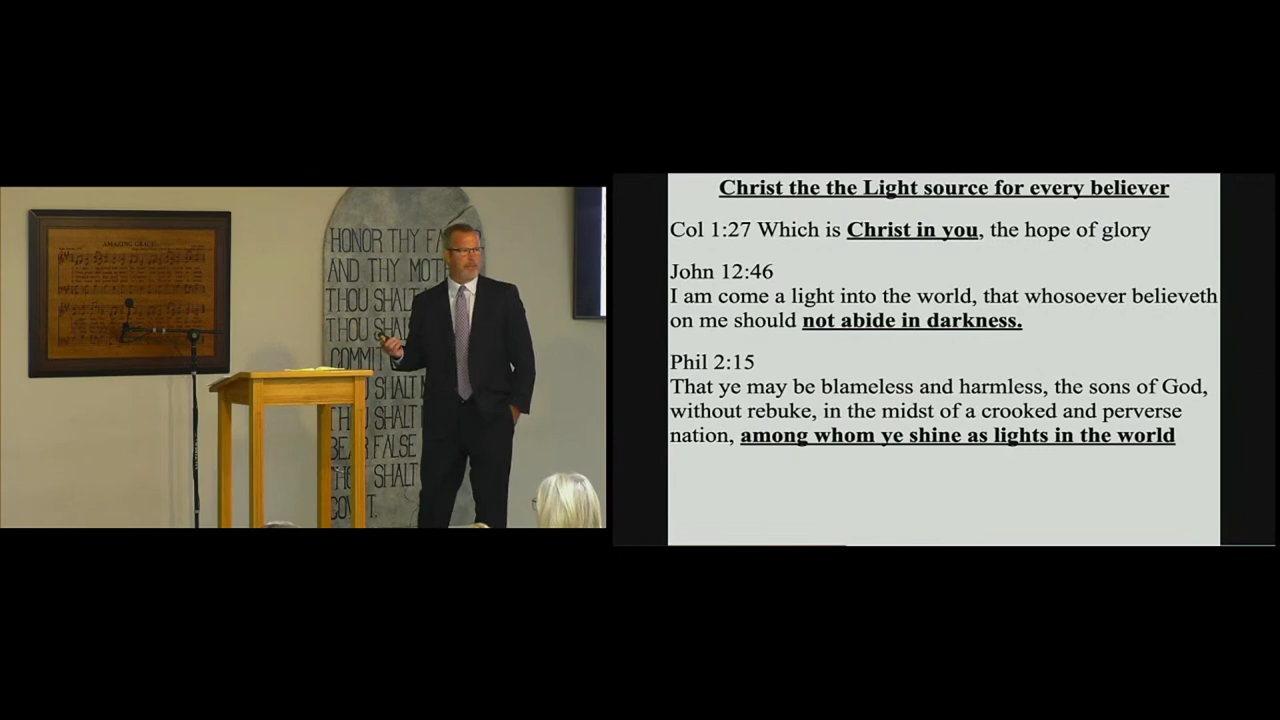 AMAZING GRACE
HONOR THY FA
AND THY MOTH
THOU SHALT
THOU SHAL
COMMIT
SHALT
THOU SHALT
BEAR FALSE
THOU SHALT
COVET.
Christ the the Light source for every believer
Col 1:27 Which is Christ in you, the hope of glory
John 12:46
I am come a light into the world, that whosoever believeth
on me should not abide in darkness.
Phil 2:15
That ye may be blameless and harmless, the sons of God,
without rebuke, in the midst of a crooked and perverse
nation, among whom ye shine as lights in the world